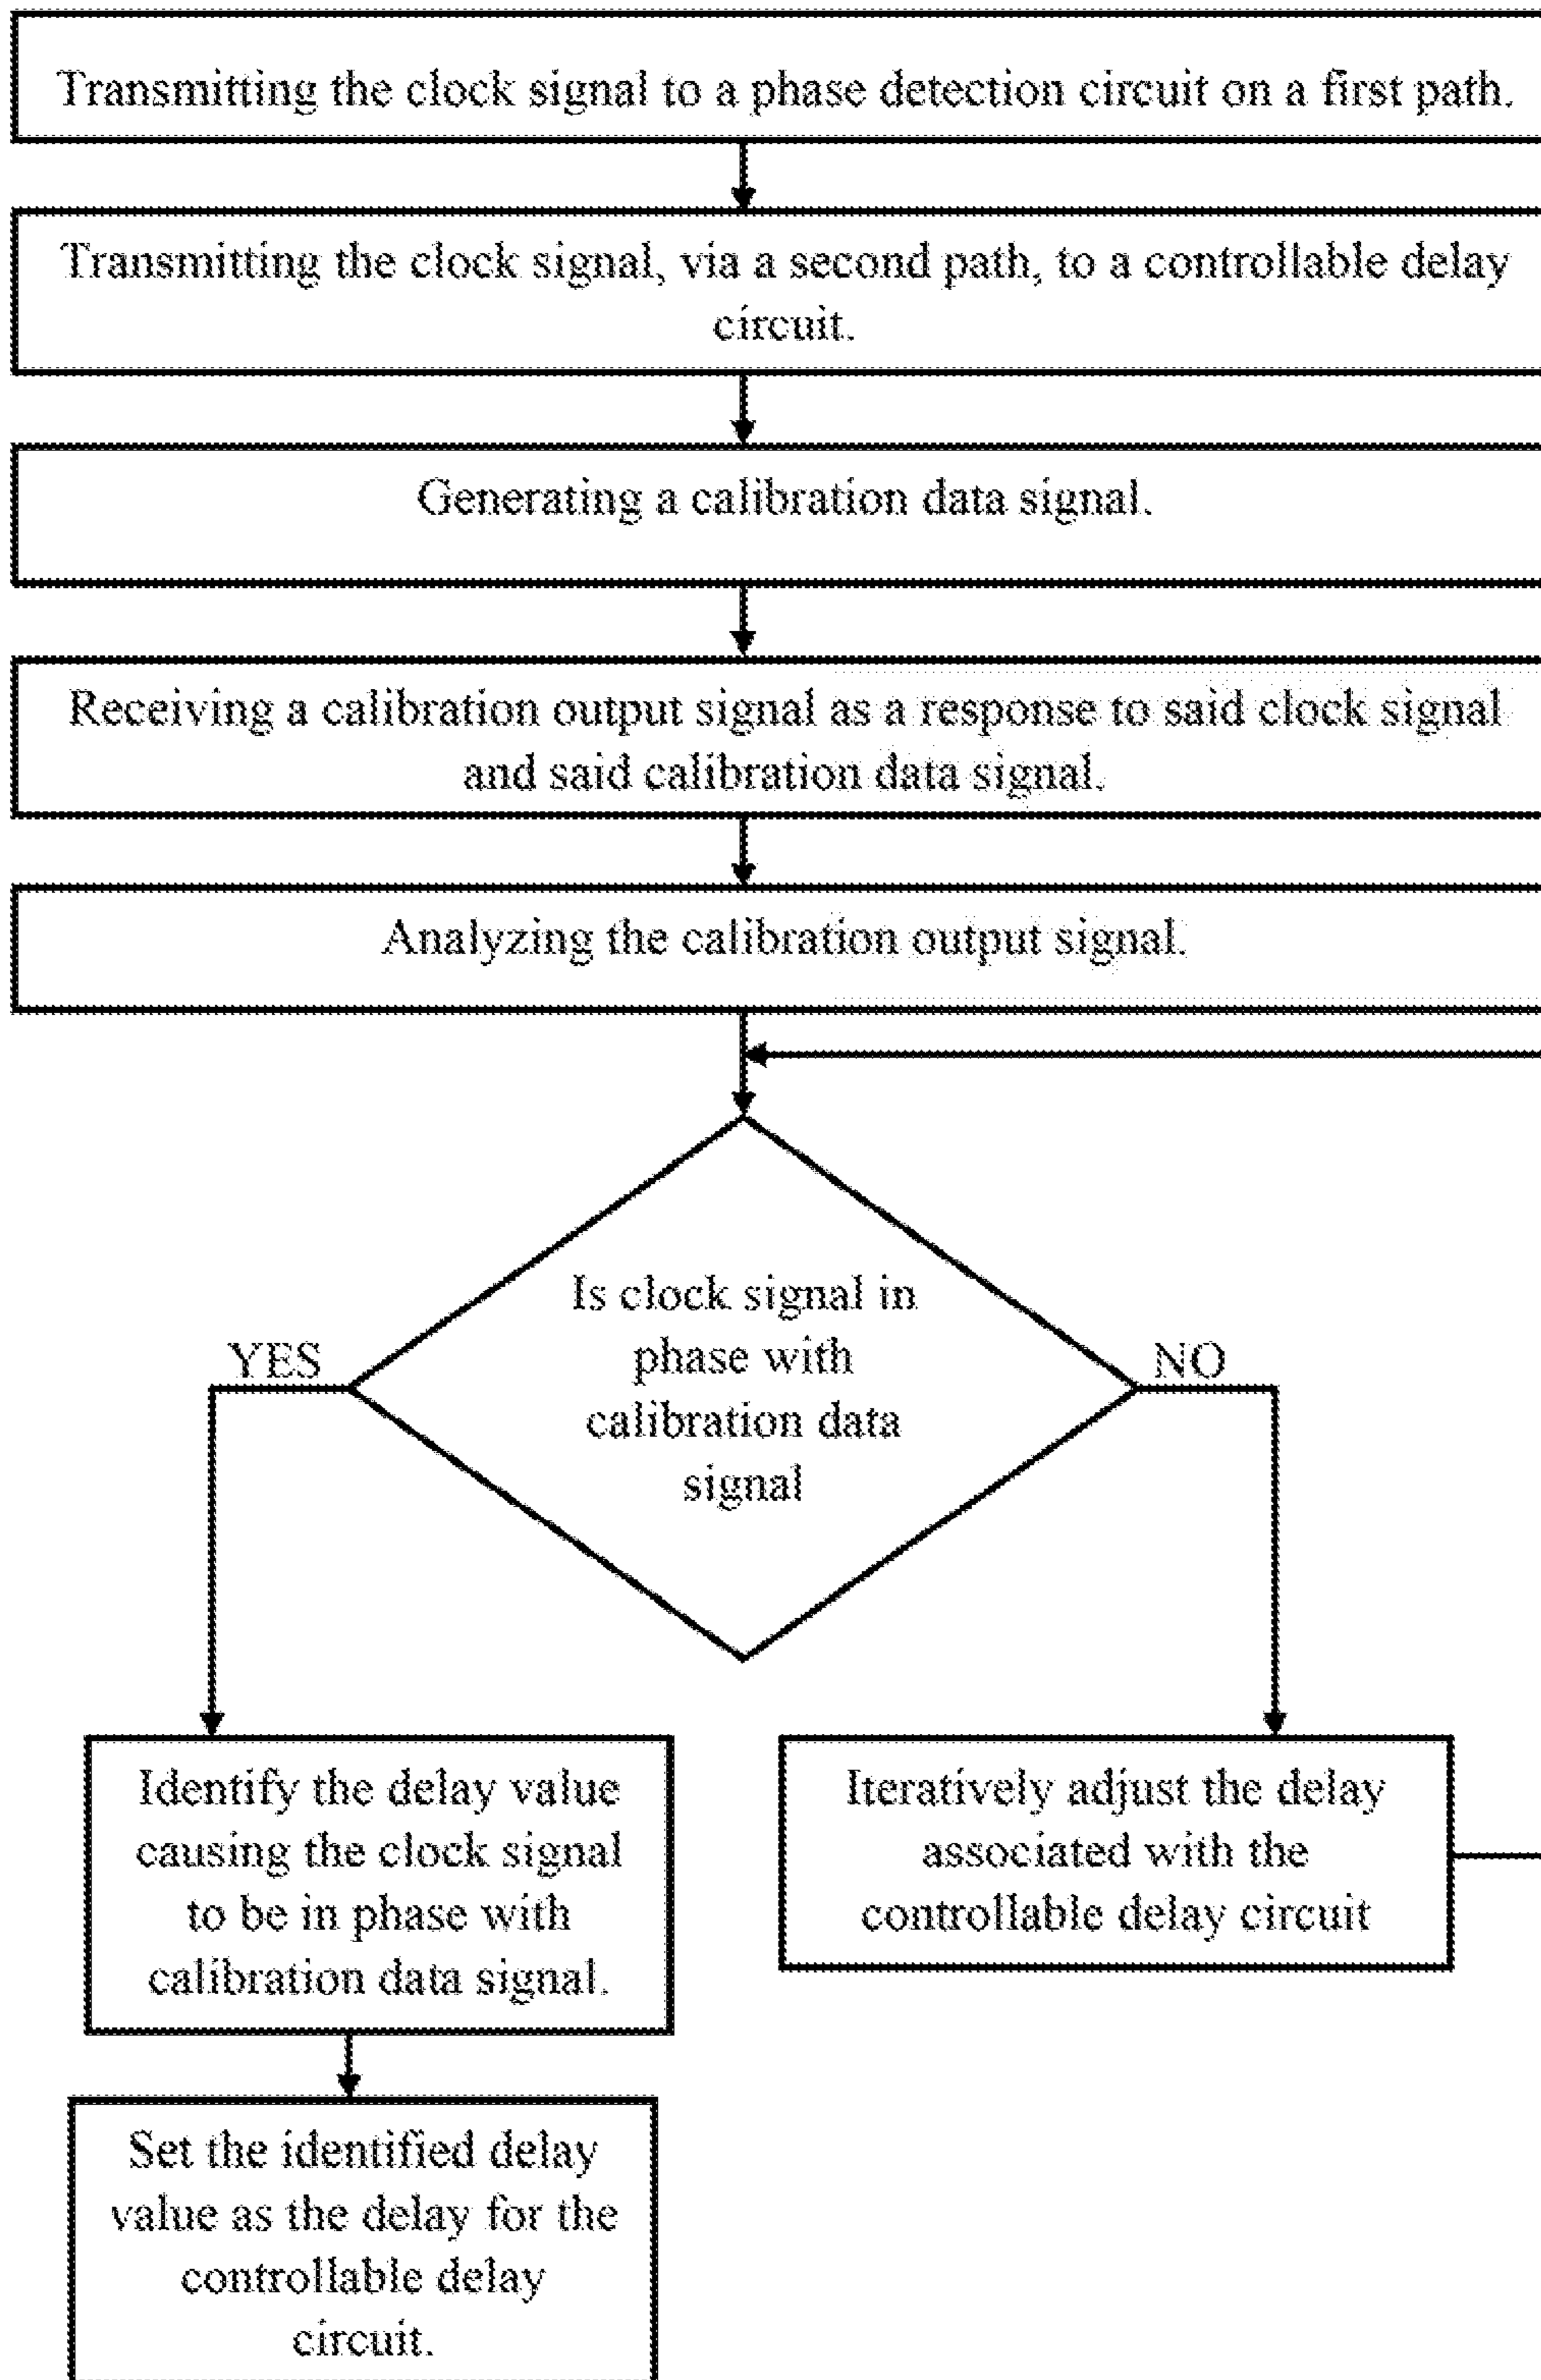 Transmitting the clock signal to a phase detection circuit on a first path.
Transmitting the clock signal, via a second path, to a controllable delay
circuit.
Generating a calibration data signal.
Receiving a calibration output signal as a response to said clock signal
and said calibration data signal.
Analyzing the calibration output signal.
Is clock signal in
phase with
calibration data
signal
YES
NO
Identify the delay value
causing the clock signal
to be in phase with
calibration data signal.
Iteratively adjust the delay
associated with the
controllable delay circuit
Set the identified delay
value as the delay for the
controllable delay
circuit.